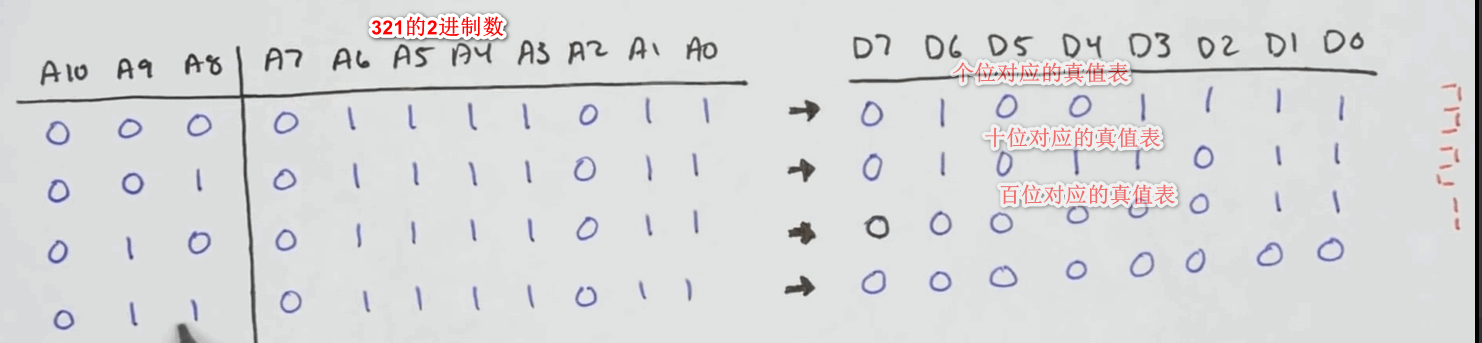 321的2进制数
A10 A9 A8 A7 A6 A5 A4 A3 A2 A1 A0 D7 D6 D5 D4 D3 D2 D1 D0
个位对应的真值表
0 0 0 0 1 1 1 1 0 1 1 → 0 1 0 0 1 1 1 1
十位对应的真值表
0 0 1 0 1 1 1 1 0 1 1 → 0 1 0 1 1 0 1 1
百位对应的真值表
0 1 0 0 1 1 1 1 0 1 1 → 0 0 0 0 0 0 1 1
0 1 1 0 1 1 1 1 0 1 1 → 0 0 0 0 0 0 0 0